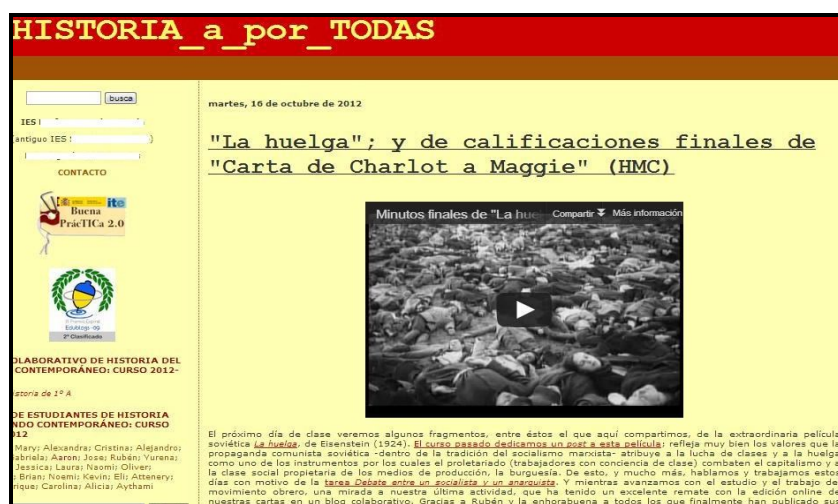 HISTORIA_a_por_TODAS
busca
IES
antiguo IES
CONTACTO
ite
Buena
PrácTICa 2.0
Edublogs -09
2º Clasificado
OLABORATIVO DE HISTORIA DEL
CONTEMPORÁNEO: CURSO 2012-
istoria de 1º A
DE ESTUDIANTES DE HISTORIA
NDO CONTEMPORÁNEO: CURSO
012
Mary; Alexandra; Cristina; Alejandro;
abriela; Aaron; Jose; Rubén; Yurena;
Jessica; Laura; Naomi; Oliver;
; Brian; Noemi; Kevin; Eli; Attenery;
rique; Carolina; Alicia; Aythami
martes, 16 de octubre de 2012
"La huelga"; y de calificaciones finales de
"Carta de Charlot a Maggie" (HMC)
Minutos finales de "La hue
Compartir
Más información
El próximo día de clase veremos algunos fragmentos, entre éstos el que aquí compartimos, de la extraordinaria película
soviética La huelga, de Eisenstein (1924). El curso pasado dedicamos un post a esta película; refleja muy bien los valores que la
propaganda comunista soviética -dentro de la tradición del socialismo marxista- atribuye a la lucha de clases y a la huelga
como uno de los instrumentos por los cuales el proletariado (trabajadores con conciencia de clase) combaten el capitalismo y a
la clase social propietaria de los medios de producción, la burguesía. De esto, y mucho más, hablamos y trabajamos estos
días con motivo de la tarea Debate entre un socialista y un anarquista. Y mientras avanzamos con el estudio y el trabajo del
movimiento obrero, una mirada a nuestra última actividad, que ha tenido un excelente remate con la edición online de
nuestras cartas en un blog colaborativo. Gracias a Rubén y la enhorabuena a todos los que finalmente han publicado sus